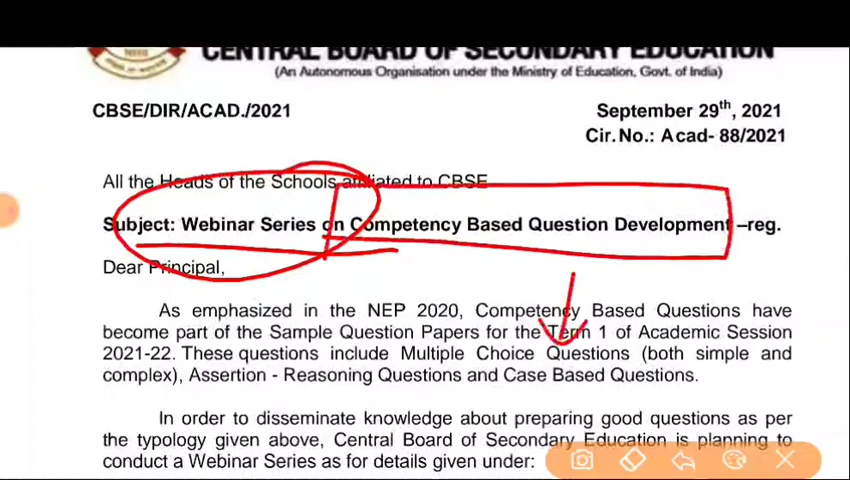 CENTRAL BOARD OF SECONDARY EDUCATION
(An Autonomous Organisation under the Ministry of Education, Govt. of India)
CBSE/DIR/ACAD./2021
September 29th, 2021
Cir.No.: Acad- 88/2021
All the Heads of the Schools affiliated to CBSE
Subject: Webinar Series on Competency Based Question Development –reg.
Dear Principal,
As emphasized in the NEP 2020, Competency Based Questions have
become part of the Sample Question Papers for the Term 1 of Academic Session
2021-22. These questions include Multiple Choice Questions (both simple and
complex), Assertion - Reasoning Questions and Case Based Questions.
In order to disseminate knowledge about preparing good questions as per
the typology given above, Central Board of Secondary Education is planning to
conduct a Webinar Series as for details given under: